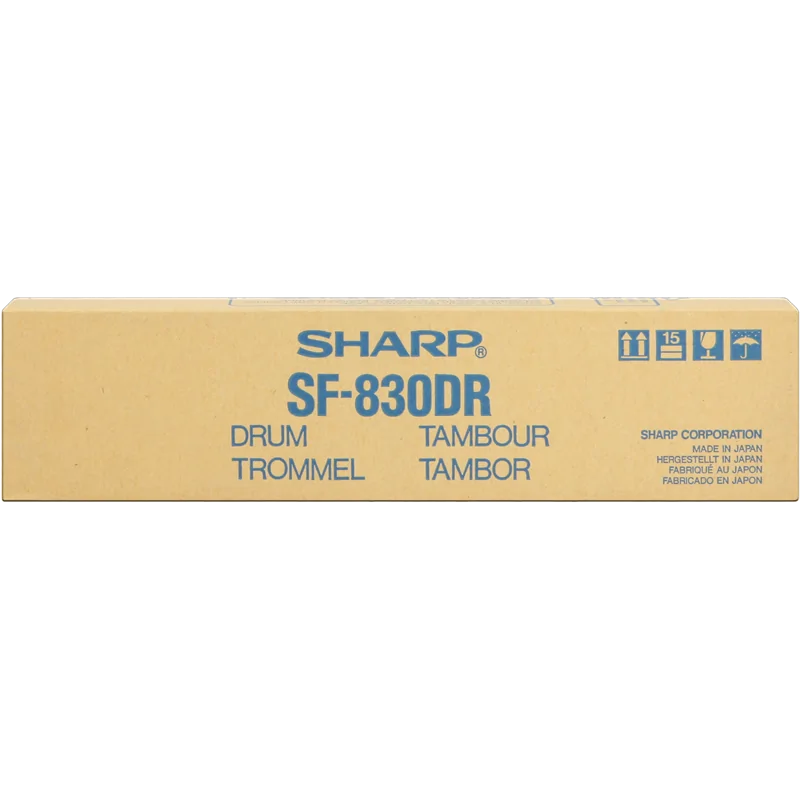 SHARP®
SF-830DR
DRUM TAMBOUR
TROMMEL TAMBOR
15
SHARP CORPORATION
MADE IN JAPAN
HERGESTELLT IN JAPAN
FABRIQUÉ AU JAPON
FABRICADO EN JAPON